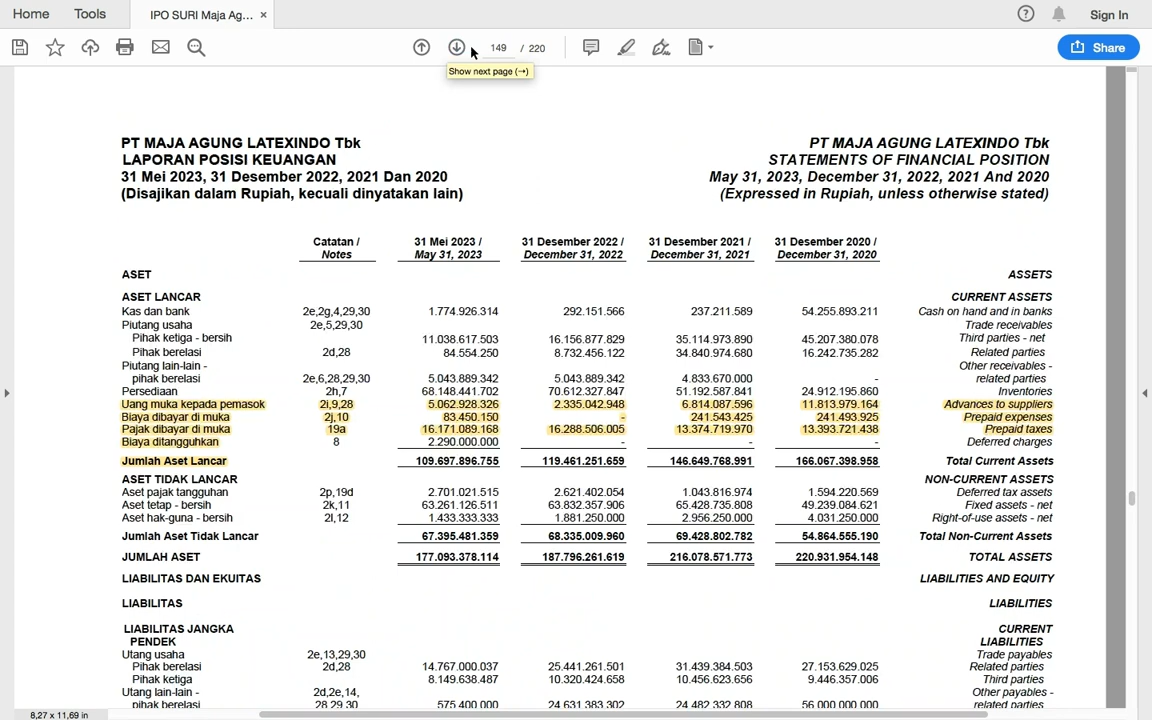 Home Tools IPO SURI Maja Ag... × Sign In
149 / 220 Share
Show next page (→)
PT MAJA AGUNG LATEXINDO Tbk PT MAJA AGUNG LATEXINDO Tbk
LAPORAN POSISI KEUANGAN STATEMENTS OF FINANCIAL POSITION
31 Mei 2023, 31 Desember 2022, 2021 Dan 2020 May 31, 2023, December 31, 2022, 2021 And 2020
(Disajikan dalam Rupiah, kecuali dinyatakan lain) (Expressed in Rupiah, unless otherwise stated)
Catatan / 31 Mei 2023 / 31 Desember 2022 / 31 Desember 2021 / 31 Desember 2020 /
Notes May 31, 2023 December 31, 2022 December 31, 2021 December 31, 2020
ASET ASSETS
ASET LANCAR CURRENT ASSETS
Kas dan bank 2e,2g,4,29,30 1.774.926.314 292.151.566 237.211.589 54.255.893.211 Cash on hand and in banks
Piutang usaha 2e,5,29,30 Trade receivables
Pihak ketiga - bersih 11.038.617.503 16.156.877.829 35.114.973.890 45.207.380.078 Third parties - net
Pihak berelasi 2d,28 84.554.250 8.732.456.122 34.840.974.680 16.242.735.282 Related parties
Piutang lain-lain - Other receivables -
pihak berelasi 2e,6,28,29,30 5.043.889.342 5.043.889.342 4.833.670.000 - related parties
Persediaan 2h,7 68.148.441.702 70.612.327.847 51.192.587.841 24.912.195.860 Inventories
Uang muka kepada pemasok 2i,9,28 5.062.928.326 2.335.042.948 6.814.087.596 11.813.979.164 Advances to suppliers
Biaya dibayar di muka 2j,10 83.450.150 - 241.543.425 241.493.925 Prepaid expenses
Pajak dibayar di muka 19a 16.171.089.168 16.288.506.005 13.374.719.970 13.393.721.438 Prepaid taxes
Biaya ditangguhkan 8 2.290.000.000 - - - Deferred charges
Jumlah Aset Lancar 109.697.896.755 119.461.251.659 146.649.768.991 166.067.398.958 Total Current Assets
ASET TIDAK LANCAR NON-CURRENT ASSETS
Aset pajak tangguhan 2p,19d 2.701.021.515 2.621.402.054 1.043.816.974 1.594.220.569 Deferred tax assets
Aset tetap - bersih 2k,11 63.261.126.511 63.832.357.906 65.428.735.808 49.239.084.621 Fixed assets - net
Aset hak-guna - bersih 2l,12 1.433.333.333 1.881.250.000 2.956.250.000 4.031.250.000 Right-of-use assets - net
Jumlah Aset Tidak Lancar 67.395.481.359 68.335.009.960 69.428.802.782 54.864.555.190 Total Non-Current Assets
JUMLAH ASET 177.093.378.114 187.796.261.619 216.078.571.773 220.931.954.148 TOTAL ASSETS
LIABILITAS DAN EKUITAS LIABILITIES AND EQUITY
LIABILITAS LIABILITIES
LIABILITAS JANGKA CURRENT
PENDEK LIABILITIES
Utang usaha 2e,13,29,30 Trade payables
Pihak berelasi 2d,28 14.767.000.037 25.441.261.501 31.439.384.503 27.153.629.025 Related parties
Pihak ketiga 8.149.638.487 10.320.424.658 10.456.623.656 9.446.357.006 Third parties
Utang lain-lain - 2d,2e,14, Other payables -
pihak berelasi 28,29,30 575.400.000 24.631.383.302 24.482.332.808 56.000.000.000 related parties
8,27 x 11,69 in